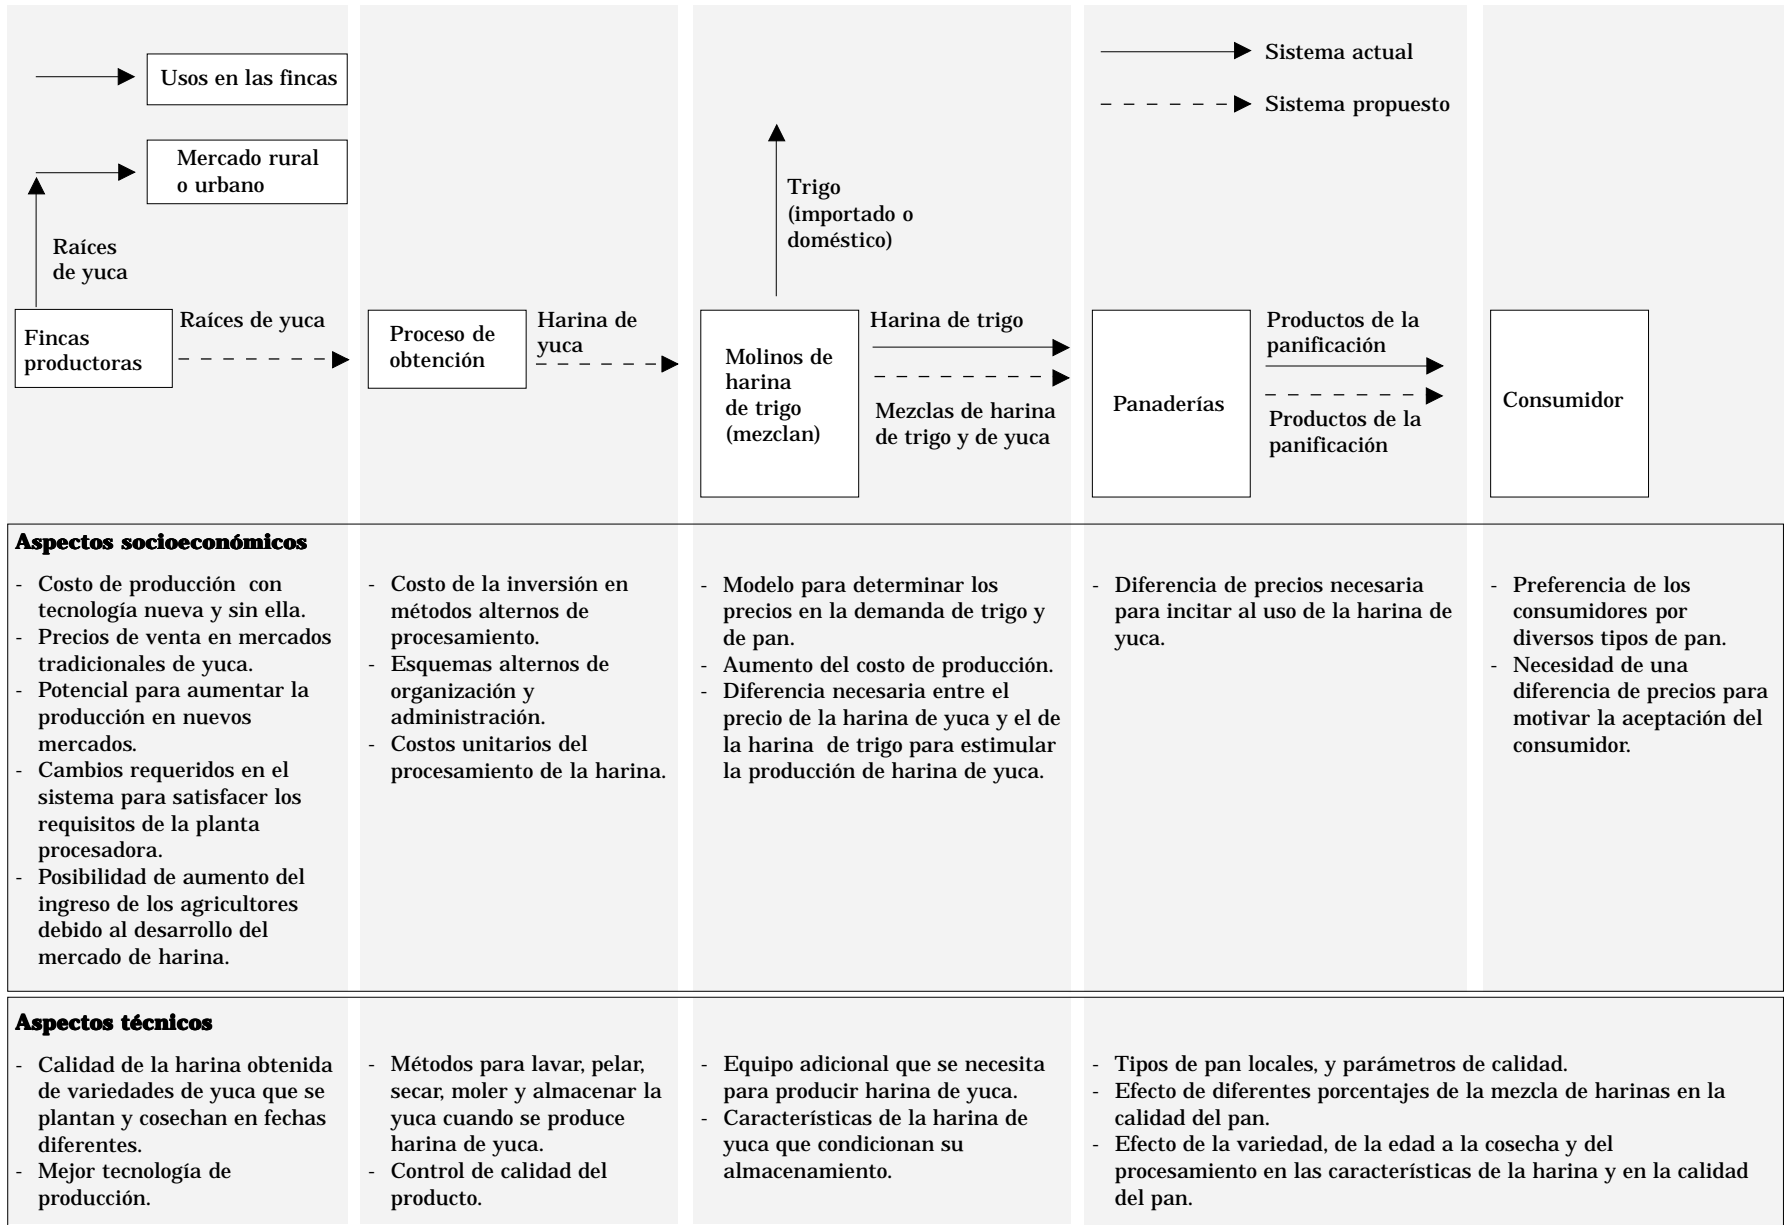 Usos en las fincas
Mercado rural
o urbano
Raíces
de yuca
Fincas
productoras
Raíces de yuca
Proceso de
obtención
Harina de
yuca
Trigo
(importado o
doméstico)
Molinos de
harina
de trigo
(mezclan)
Harina de trigo
Mezclas de harina
de trigo y de yuca
Sistema actual
Sistema propuesto
Panaderías
Productos de la
panificación
Productos de la
panificación
Consumidor
Aspectos socioeconómicos
- Costo de producción con
tecnología nueva y sin ella.
- Precios de venta en mercados
tradicionales de yuca.
- Potencial para aumentar la
producción en nuevos
mercados.
- Cambios requeridos en el
sistema para satisfacer los
requisitos de la planta
procesadora.
- Posibilidad de aumento del
ingreso de los agricultores
debido al desarrollo del
mercado de harina.
- Costo de la inversión en
métodos alternos de
procesamiento.
- Esquemas alternos de
organización y
administración.
- Costos unitarios del
procesamiento de la harina.
- Modelo para determinar los
precios en la demanda de trigo y
de pan.
- Aumento del costo de producción.
- Diferencia necesaria entre el
precio de la harina de yuca y el de
la harina de trigo para estimular
la producción de harina de yuca.
- Diferencia de precios necesaria
para incitar al uso de la harina de
yuca.
- Preferencia de los
consumidores por
diversos tipos de pan.
- Necesidad de una
diferencia de precios para
motivar la aceptación del
consumidor.
Aspectos técnicos
- Calidad de la harina obtenida
de variedades de yuca que se
plantan y cosechan en fechas
diferentes.
- Mejor tecnología de
producción.
- Métodos para lavar, pelar,
secar, moler y almacenar la
yuca cuando se produce
harina de yuca.
- Control de calidad del
producto.
- Equipo adicional que se necesita
para producir harina de yuca.
- Características de la harina de
yuca que condicionan su
almacenamiento.
- Tipos de pan locales, y parámetros de calidad.
- Efecto de diferentes porcentajes de la mezcla de harinas en la
calidad del pan.
- Efecto de la variedad, de la edad a la cosecha y del
procesamiento en las características de la harina y en la calidad
del pan.